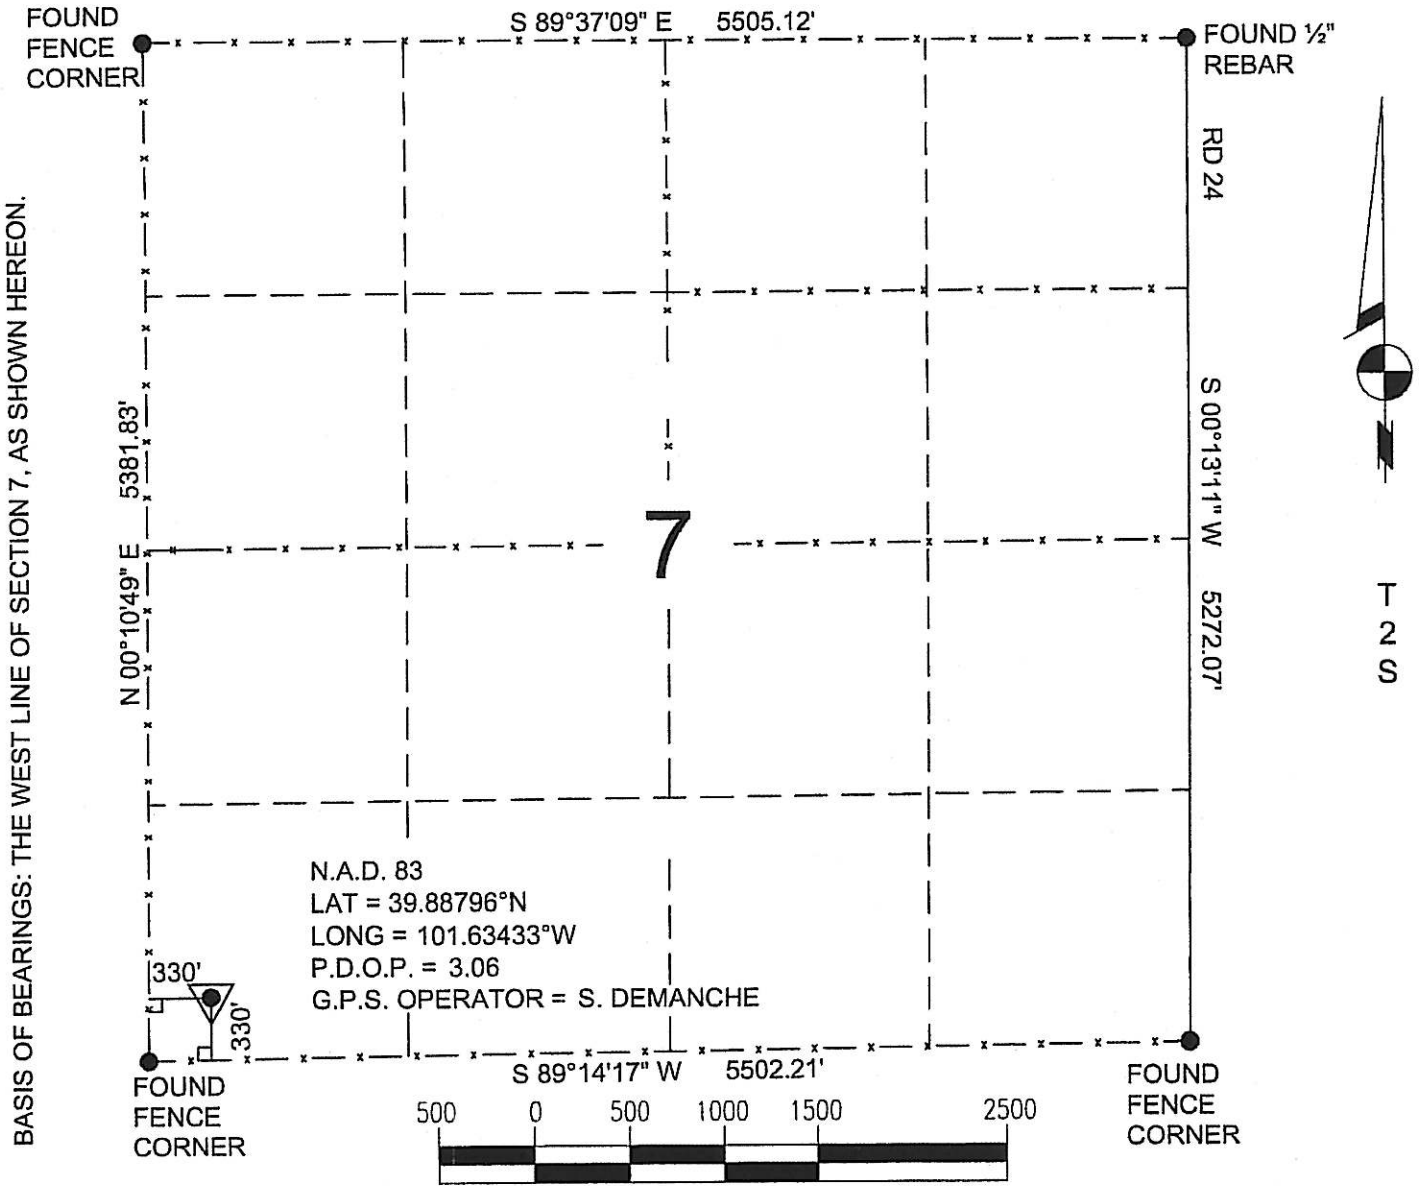 FOUND
FENCE
CORNER
S 89°37'09" E 5505.12'
FOUND ½"
REBAR
RD 24
BASIS OF BEARINGS: THE WEST LINE OF SECTION 7, AS SHOWN HEREON.
N 00°10'49" E 5381.83'
S 00°13'11" W 5272.07'
7
T
2
S
N
N.A.D. 83
LAT = 39.88796°N
LONG = 101.63433°W
P.D.O.P. = 3.06
G.P.S. OPERATOR = S. DEMANCHE
330'
330'
S 89°14'17" W 5502.21'
FOUND
FENCE
CORNER
FOUND
FENCE
CORNER
500 0 500 1000 1500 2500